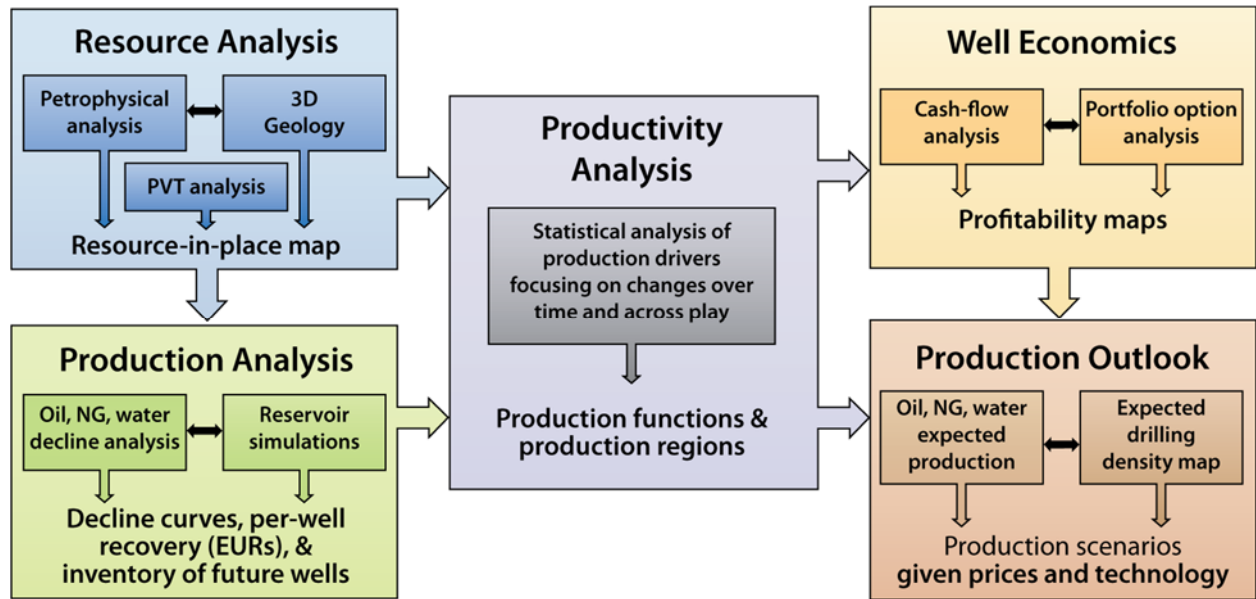 Resource Analysis
Petrophysical
analysis
3D
Geology
PVT analysis
Resource-in-place map
Production Analysis
Oil, NG, water
decline analysis
Reservoir
simulations
Decline curves, per-well
recovery (EURs), &
inventory of future wells
Productivity
Analysis
Statistical analysis of
production drivers
focusing on changes over
time and across play
Production functions &
production regions
Well Economics
Cash-flow
analysis
Portfolio option
analysis
Profitability maps
Production Outlook
Oil, NG, water
expected
production
Expected
drilling
density map
Production scenarios
given prices and technology